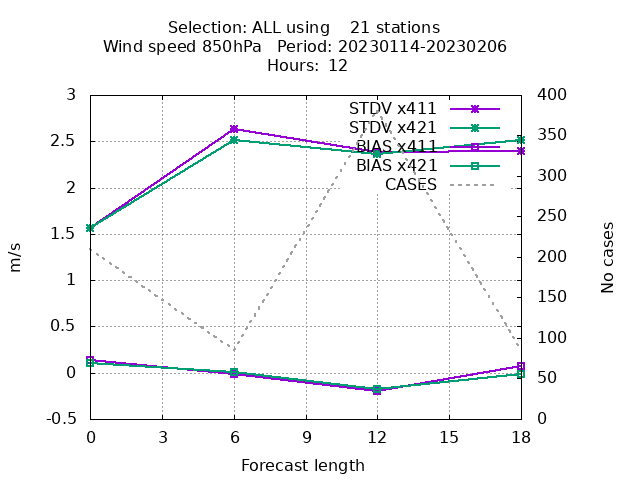 Selection: ALL using    21 stations
Wind speed 850hPa   Period: 20230114-20230206
Hours:  12
3
2.5
2
1.5
1
0.5
0
-0.5
m/s
STDV x411
STDV x421
BIAS x411
BIAS x421
CASES
400
350
300
250
200
150
100
50
0
No cases
0
3
6
9
12
15
18
Forecast length